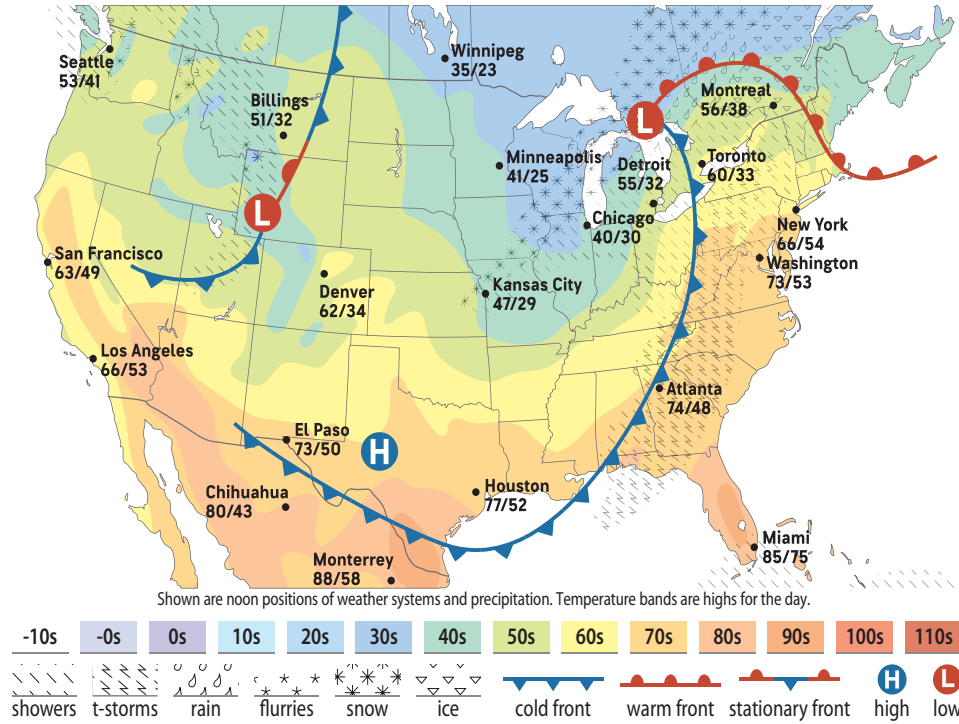 Seattle
53/41
Winnipeg
35/23
Billings
51/32
L
Montreal
56/38
Minneapolis
41/25
Detroit
55/32
Toronto
60/33
L
Chicago
40/30
New York
66/54
San Francisco
63/49
Washington
73/53
Denver
62/34
Kansas City
47/29
Los Angeles
66/53
Atlanta
74/48
El Paso
73/50
H
Chihuahua
80/43
Houston
77/52
Monterrey
88/58
Miami
85/75
Shown are noon positions of weather systems and precipitation. Temperature bands are highs for the day.
-10s -0s 0s 10s 20s 30s 40s 50s 60s 70s 80s 90s 100s 110s
H L
showers t-storms rain flurries snow ice cold front warm front stationary front high low